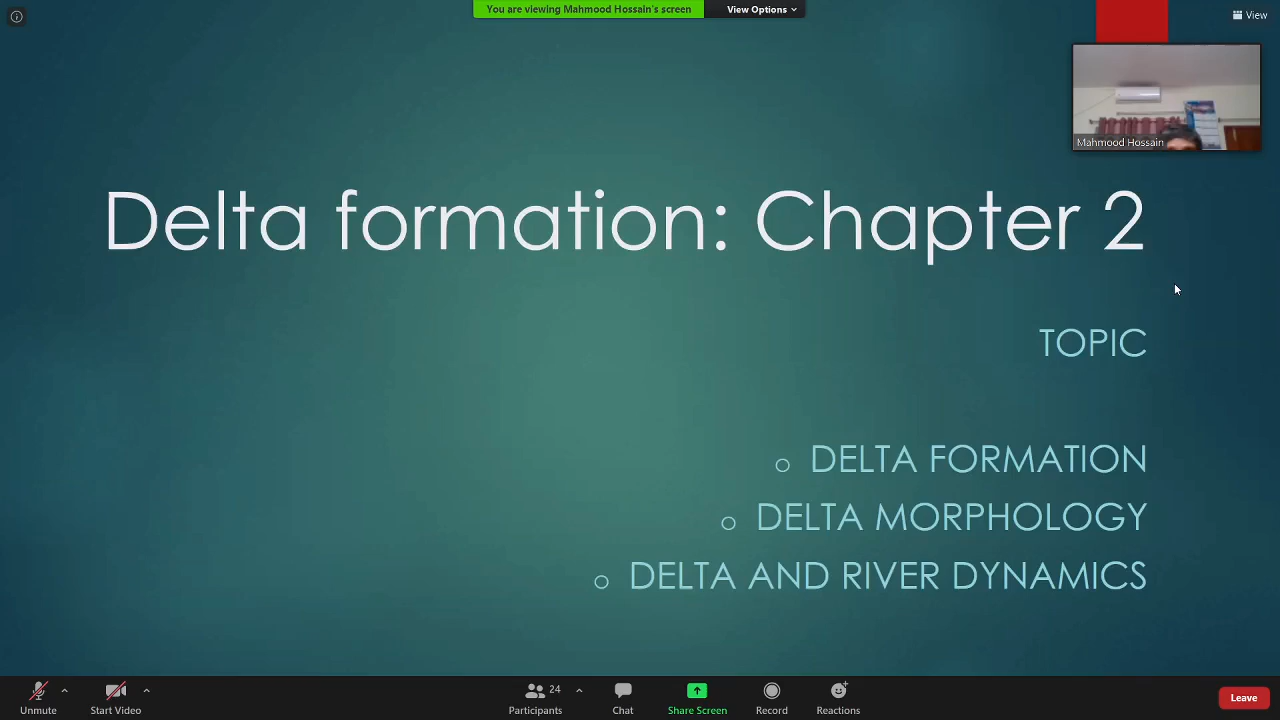 You are viewing Mahmood Hossain's screen
View Options
View
Mahmood Hossain
Delta formation: Chapter 2
TOPIC
o DELTA FORMATION
o DELTA MORPHOLOGY
o DELTA AND RIVER DYNAMICS
Unmute
Start Video
24
Participants
Chat
Share Screen
Record
Reactions
Leave